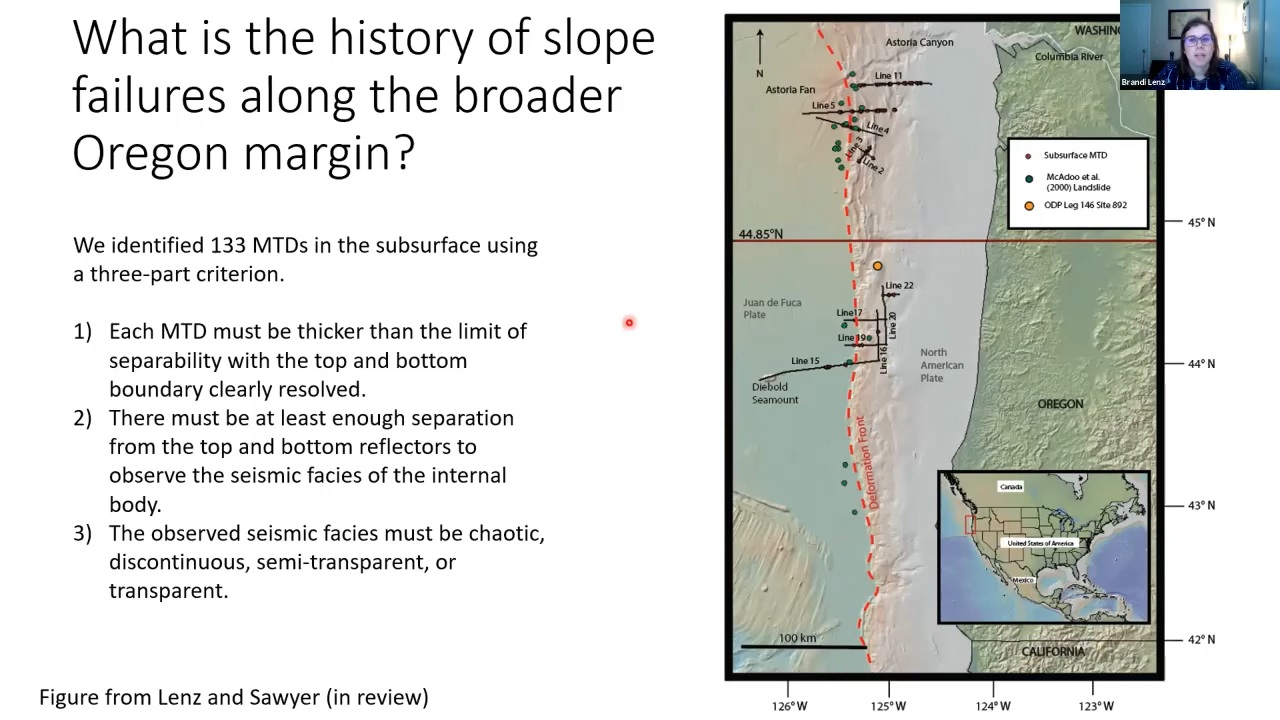 What is the history of slope
failures along the broader
Oregon margin?
We identified 133 MTDs in the subsurface using
a three-part criterion.
1) Each MTD must be thicker than the limit of
separability with the top and bottom
boundary clearly resolved.
2) There must be at least enough separation
from the top and bottom reflectors to
observe the seismic facies of the internal
body.
3) The observed seismic facies must be chaotic,
discontinuous, semi-transparent, or
transparent.
Figure from Lenz and Sawyer (in review)
N
Astoria Canyon
WASHING
Columbia River
Brandi Lenz
Line 11
Astoria Fan
Line 5
Line 4
Line 3
Line 2
Subsurface MTD
McAdoo et al.
(2000) Landslide
ODP Leg 146 Site 892
44.85°N
45° N
Juan de Fuca
Plate
Line 22
Line17
Line 20
Line 19
Line 16
Line 15
North
American
Plate
44° N
Diebold
Seamount
OREGON
Deformation Front
43° N
Canada
United States of America
Mexico
100 km
CALIFORNIA
42° N
126°W
125°W
124°W
123°W